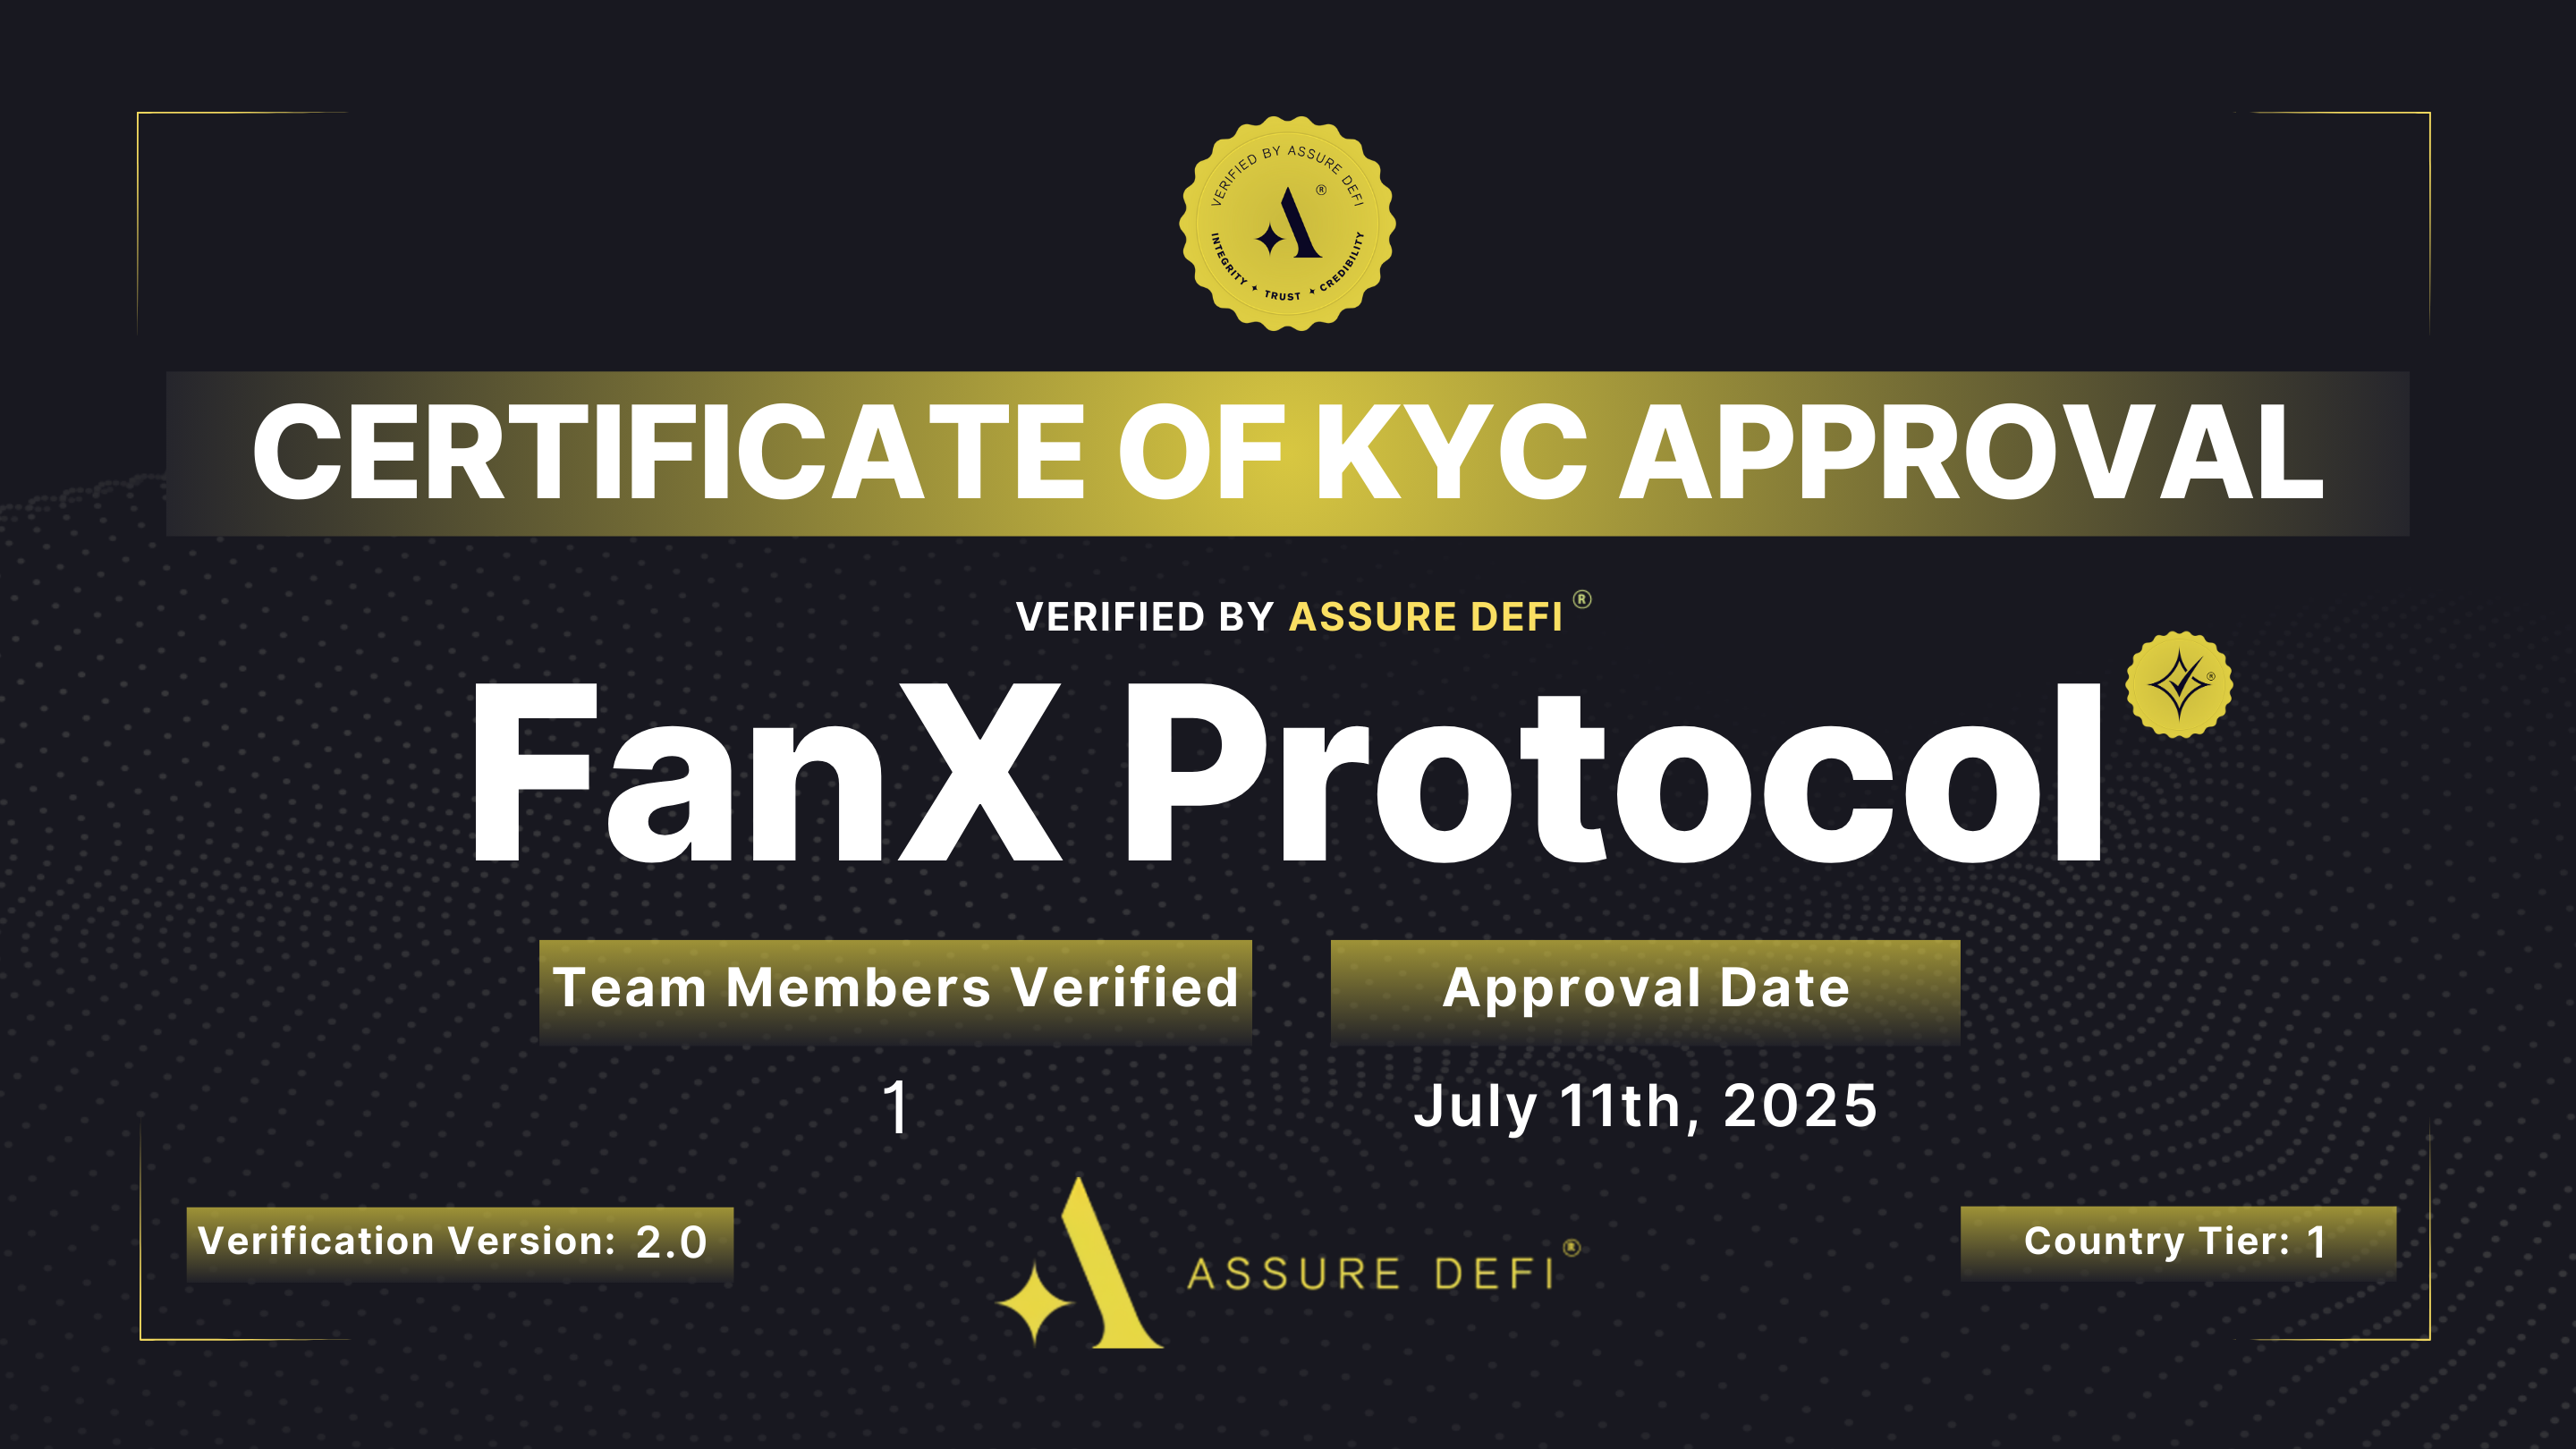 VERIFIED BY ASSURE DEFI
®
INTEGRITY ✦ TRUST ✦ CREDIBILITY
CERTIFICATE OF KYC APPROVAL
VERIFIED BY ASSURE DEFI ®
FanX Protocol
®
Team Members Verified
1
Approval Date
July 11th, 2025
Verification Version: 2.0
ASSURE DEFI ®
Country Tier: 1